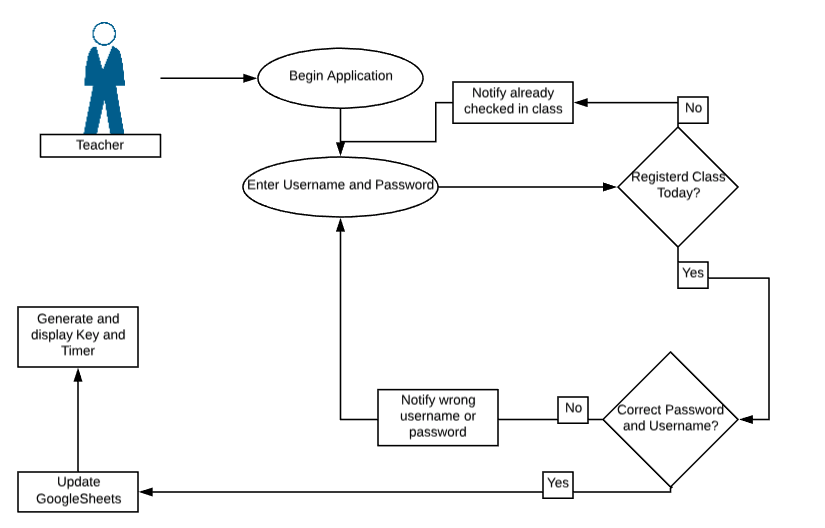 Begin Application
Teacher
Notify already
checked in class
No
Enter Username and Password
Registerd Class
Today?
Yes
Generate and
display Key and
Timer
Notify wrong
username or
password
No
Correct Password
and Username?
Update
GoogleSheets
Yes